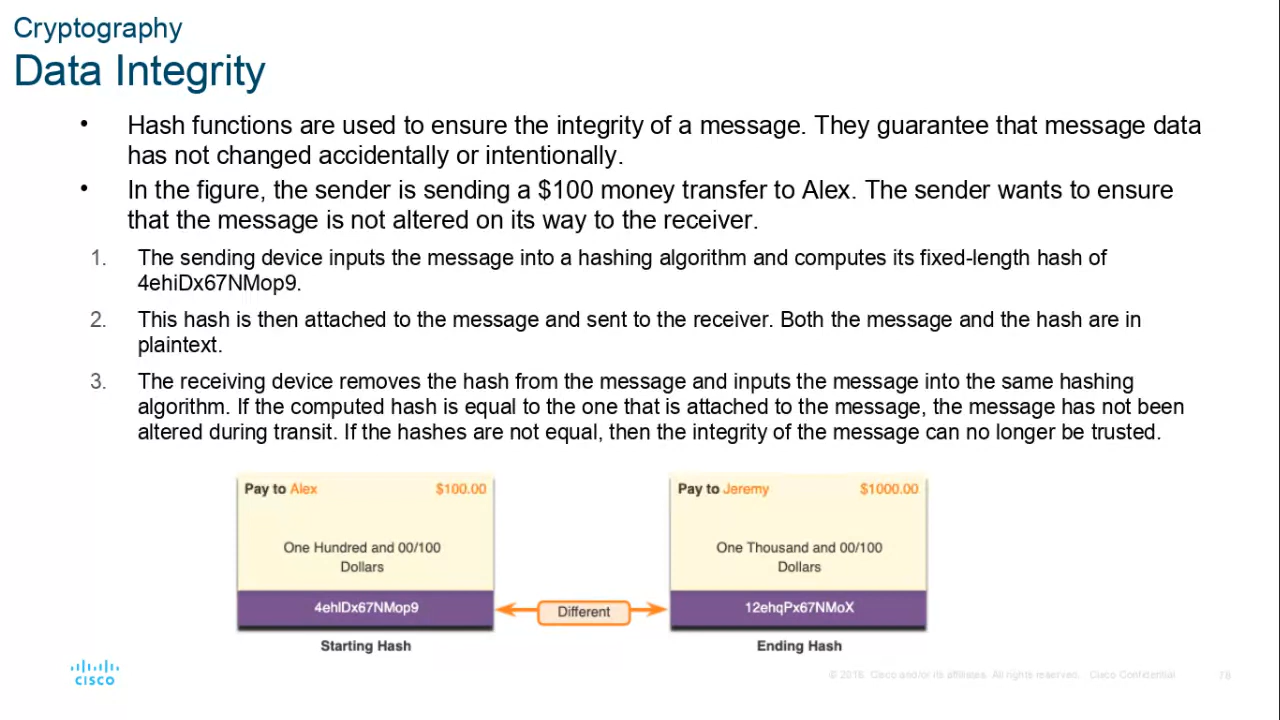 Cryptography
Data Integrity
• Hash functions are used to ensure the integrity of a message. They guarantee that message data
has not changed accidentally or intentionally.
• In the figure, the sender is sending a $100 money transfer to Alex. The sender wants to ensure
that the message is not altered on its way to the receiver.
1. The sending device inputs the message into a hashing algorithm and computes its fixed-length hash of
4ehiDx67NMop9.
2. This hash is then attached to the message and sent to the receiver. Both the message and the hash are in
plaintext.
3. The receiving device removes the hash from the message and inputs the message into the same hashing
algorithm. If the computed hash is equal to the one that is attached to the message, the message has not been
altered during transit. If the hashes are not equal, then the integrity of the message can no longer be trusted.
Pay to Alex $100.00
One Hundred and 00/100
Dollars
4ehIDx67NMop9
Starting Hash
Different
Pay to Jeremy $1000.00
One Thousand and 00/100
Dollars
12ehqPx67NMoX
Ending Hash
CISCO
© 2016 Cisco and/or its affiliates. All rights reserved. Cisco Confidential